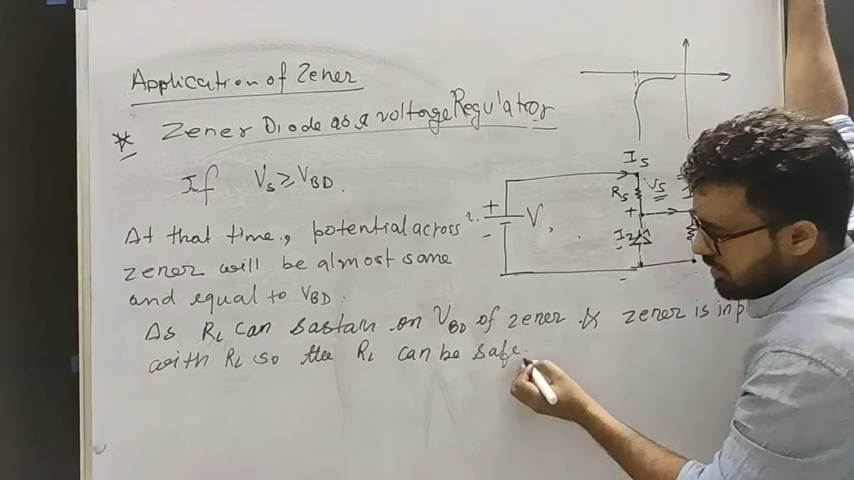 Application of Zener
* Zener Diode as a voltage Regulator
If Vs ≥ VBD.
At that time, potential across
zener will be almost same
and equal to VBD.
As RL can sastain on VBD of zener & zener is in p
with RL so the RL can be safe.
Is
Rs
Vs
+
+
V
-
Iz
-
-